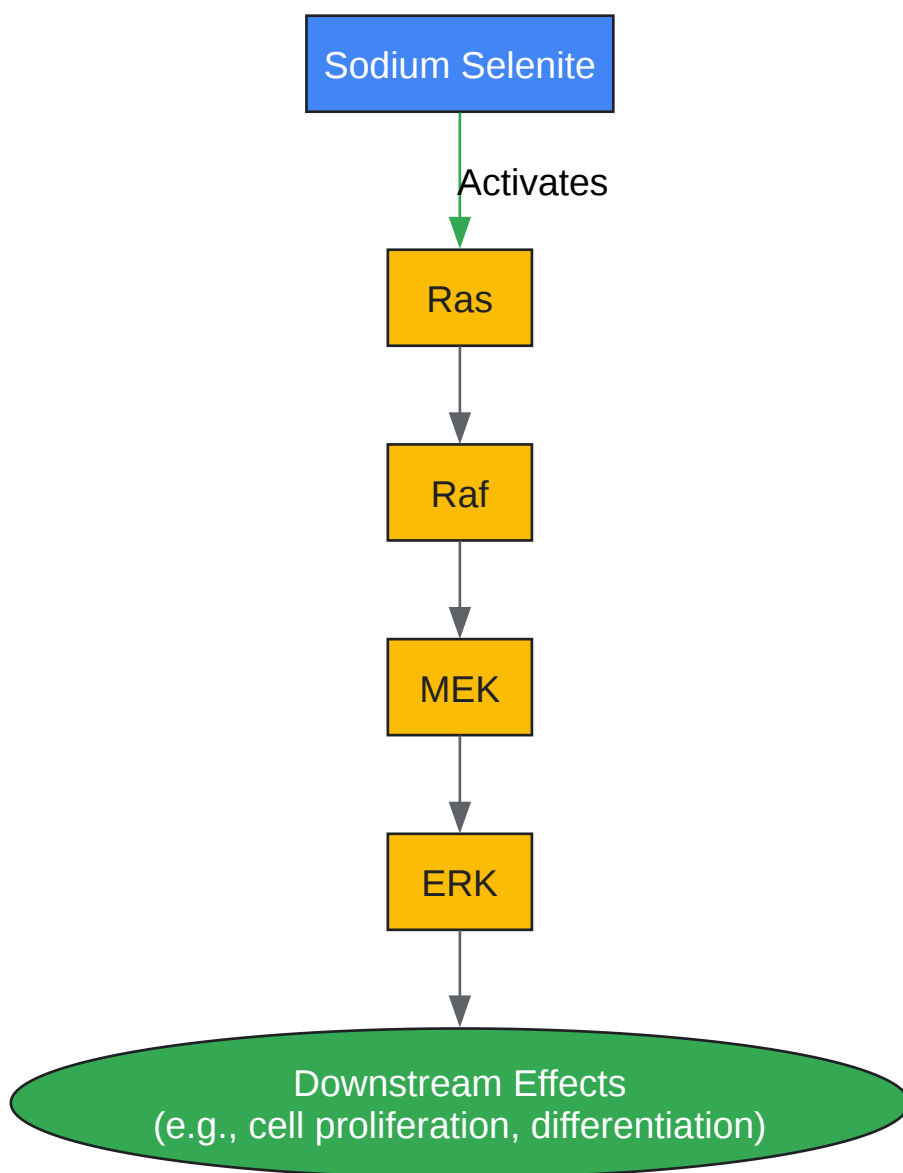 Sodium Selenite
Activates
Ras
Raf
MEK
ERK
Downstream Effects
(e.g., cell proliferation, differentiation)